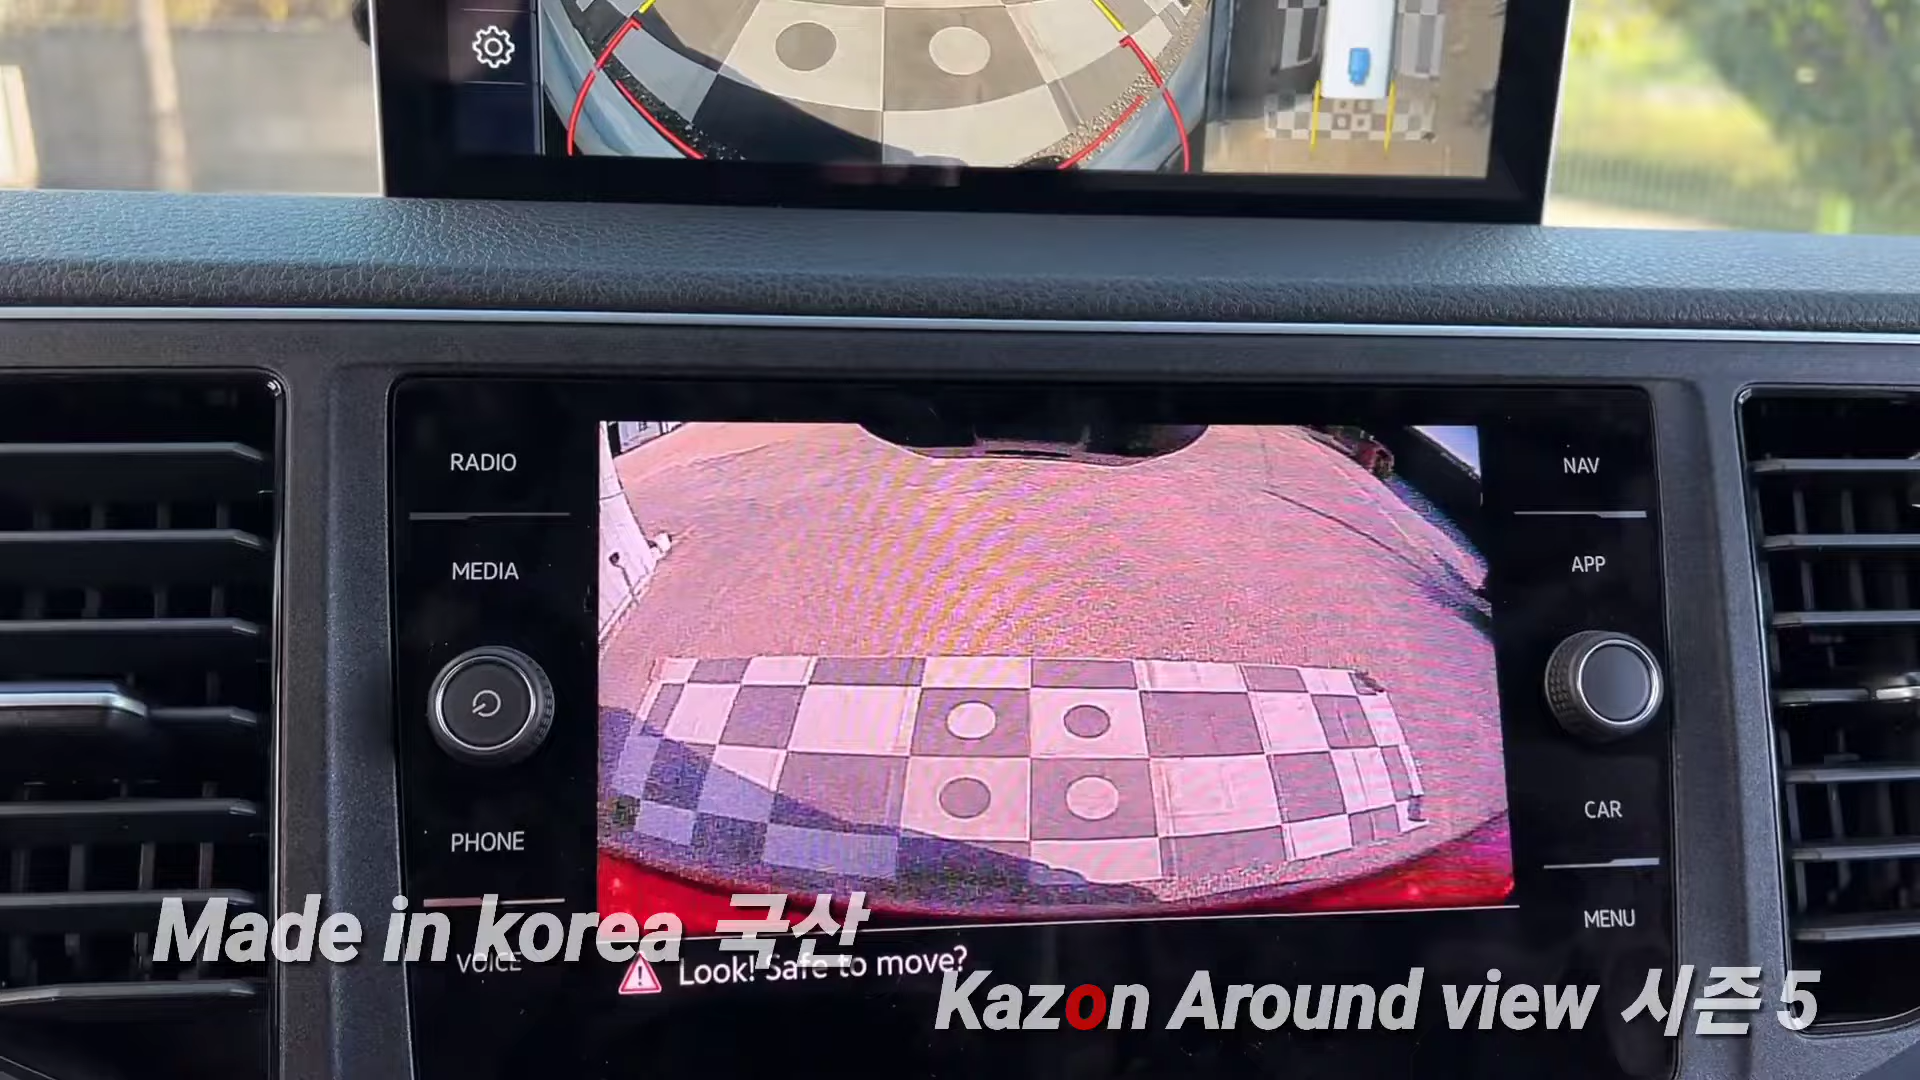 RADIO
MEDIA
PHONE
VOICE
NAV
APP
CAR
MENU
Look! Safe to move?
Made in korea 국산
Kazon Around view 시즌 5